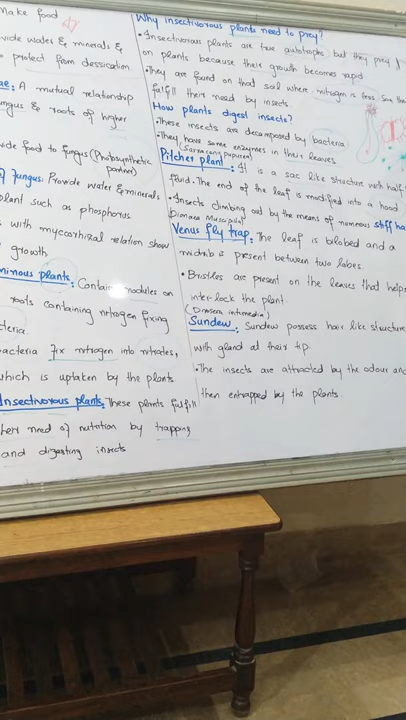 Make food
vide water & minerals &
protect from dessication.
ae: A mutual relationship
ngus & roots of higher
vide food to fungus (Photosynthetic
partner)
of fungus: Provide water & minerals
plant such as phosphorus
s with myccorhizal relation show
growth
minous plants: Contain nodules on
roots containing nitrogen fixing
cteria.
bacteria fix nitrogen into nitrates,
which is uptaken by the plants.
Insectivorous plants: These plants fulfill
her need of nutation by trapping
and digesting insects
Why insectivorous plants need to prey?
• Insectivorous plants are true autotrophs but they prey
on plants because their growth becomes rapid
• They are found on that soil where nitrogen is less. So the
fulfill their need by insects
How plants digest insects?
• These insects are decomposed by bacteria
• They have some enzymes in their leaves
(Sarracenia purpurea)
Pitcher plant: It is a sac like structure with half
fluid. The end of the leaf is modified into a hood
• Insects climbing out by the means of numerous stiff ha
(Dionaea Muscipula)
Venus fly trap: The leaf is bilobed and a
midrib is present between two lobes.
• Bristles are present on the leaves that helps
inter-lock the plant.
(Drosera intermedia)
Sundew: Sundew possess hair like structure
with gland at their tip.
• The insects are attracted by the odour and
then entrapped by the plants.